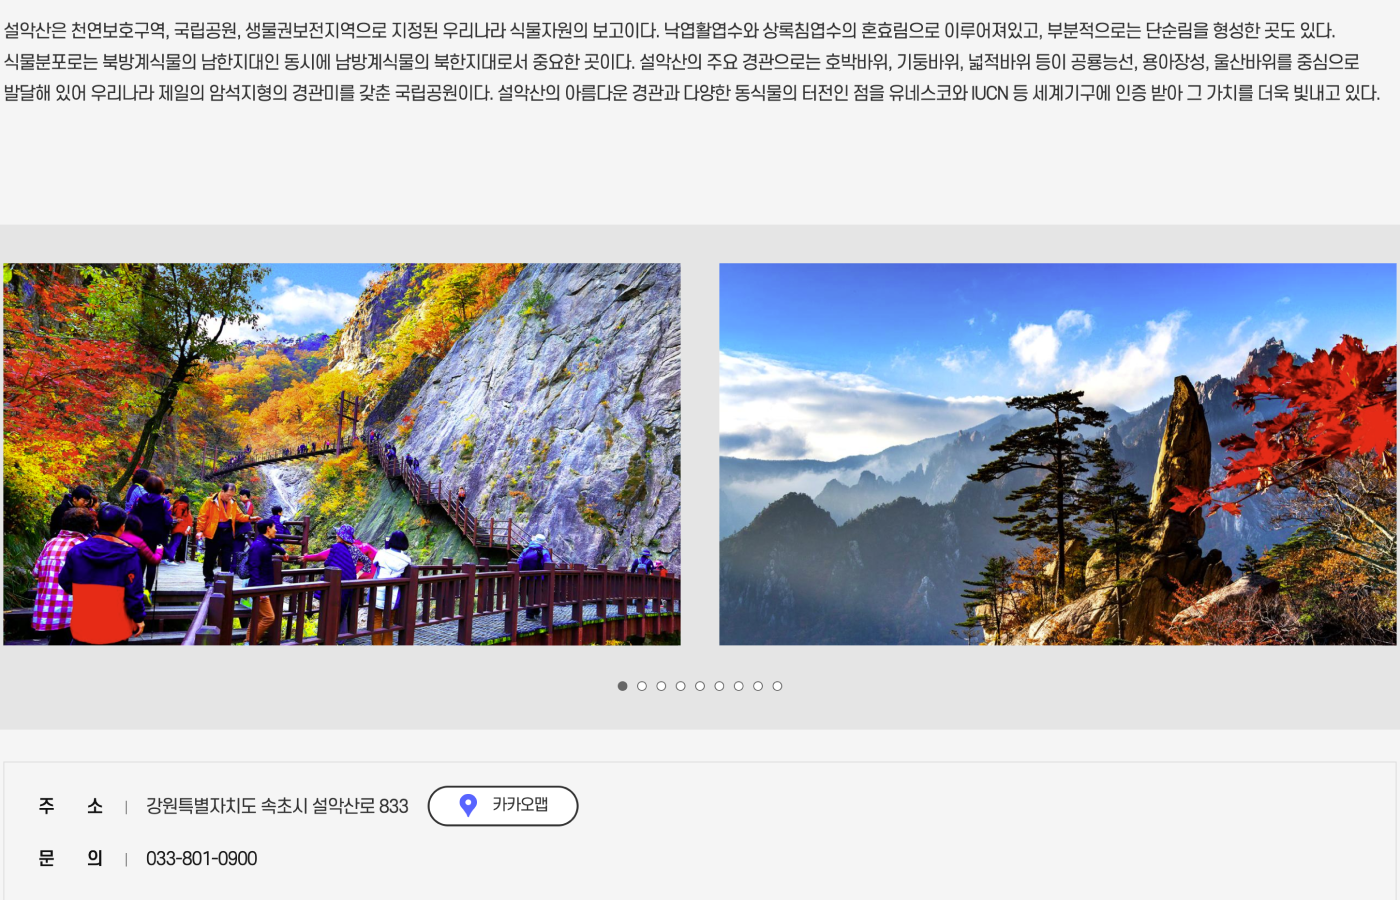 설악산은 천연보호구역, 국립공원, 생물권보전지역으로 지정된 우리나라 식물자원의 보고이다. 낙엽활엽수와 상록침엽수의 혼효림으로 이루어져있고, 부분적으로는 단순림을 형성한 곳도 있다.
식물분포로는 북방계식물의 남한지대인 동시에 남방계식물의 북한지대로서 중요한 곳이다. 설악산의 주요 경관으로는 호박바위, 기둥바위, 넓적바위 등이 공룡능선, 용아장성, 울산바위를 중심으로
발달해 있어 우리나라 제일의 암석지형의 경관미를 갖춘 국립공원이다. 설악산의 아름다운 경관과 다양한 동식물의 터전인 점을 유네스코와 IUCN 등 세계기구에 인증 받아 그 가치를 더욱 빛내고 있다.
주 소 | 강원특별자치도 속초시 설악산로 833 카카오맵
문 의 | 033-801-0900